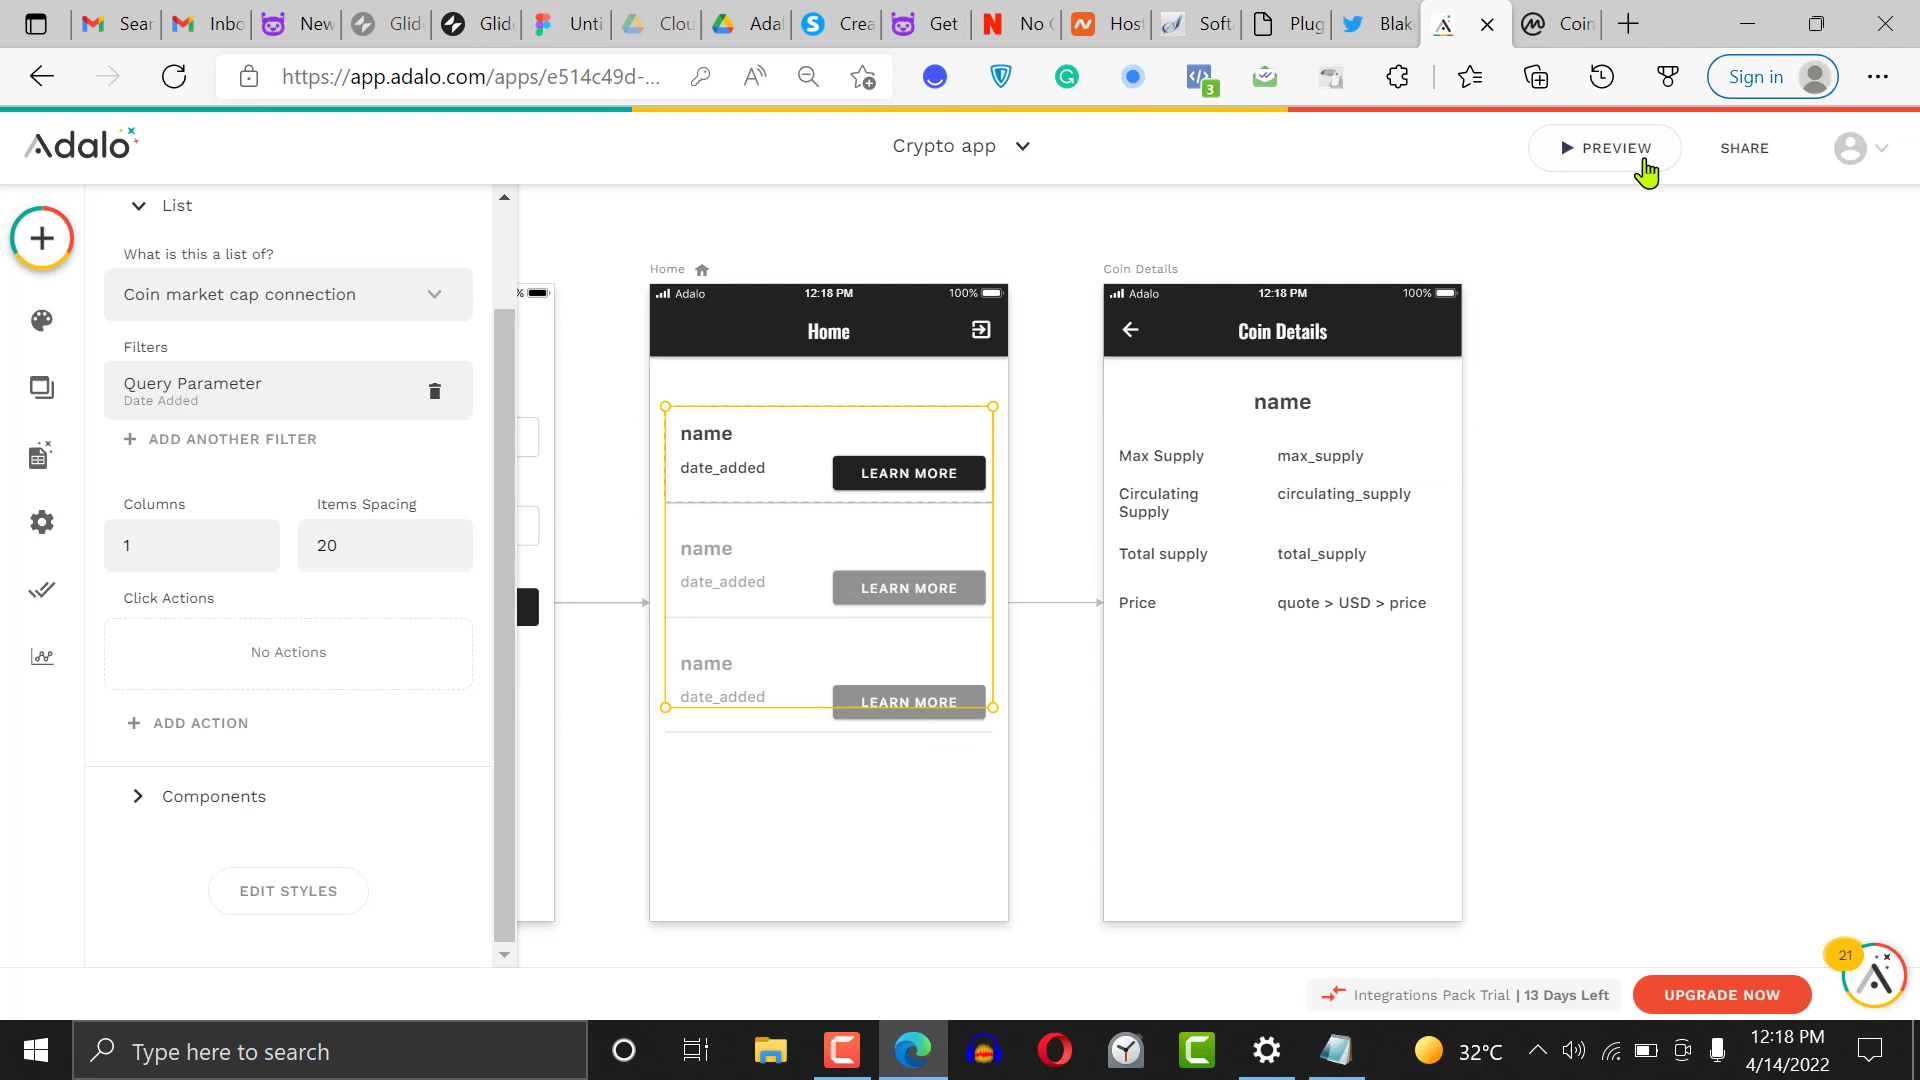 Sear
Inbo
New
Glid
Glid
Unti
Clou
Adal
Crea
Get
No C
Host
Soft
Plug
Blak
Coin
https://app.adalo.com/apps/e514c49d-...
3
Sign in
Adalo
Crypto app
PREVIEW
SHARE
List
What is this a list of?
Coin market cap connection
Filters
Query Parameter
Date Added
ADD ANOTHER FILTER
Columns
Items Spacing
1
20
Click Actions
No Actions
ADD ACTION
Components
EDIT STYLES
%
Home
Adalo
12:18 PM
100%
Home
name
date_added
LEARN MORE
name
date_added
LEARN MORE
name
date_added
LEARN MORE
Coin Details
Adalo
12:18 PM
100%
Coin Details
name
Max Supply
max_supply
Circulating
Supply
circulating_supply
Total supply
total_supply
Price
quote > USD > price
21
Integrations Pack Trial | 13 Days Left
UPGRADE NOW
Type here to search
32°C
12:18 PM
4/14/2022